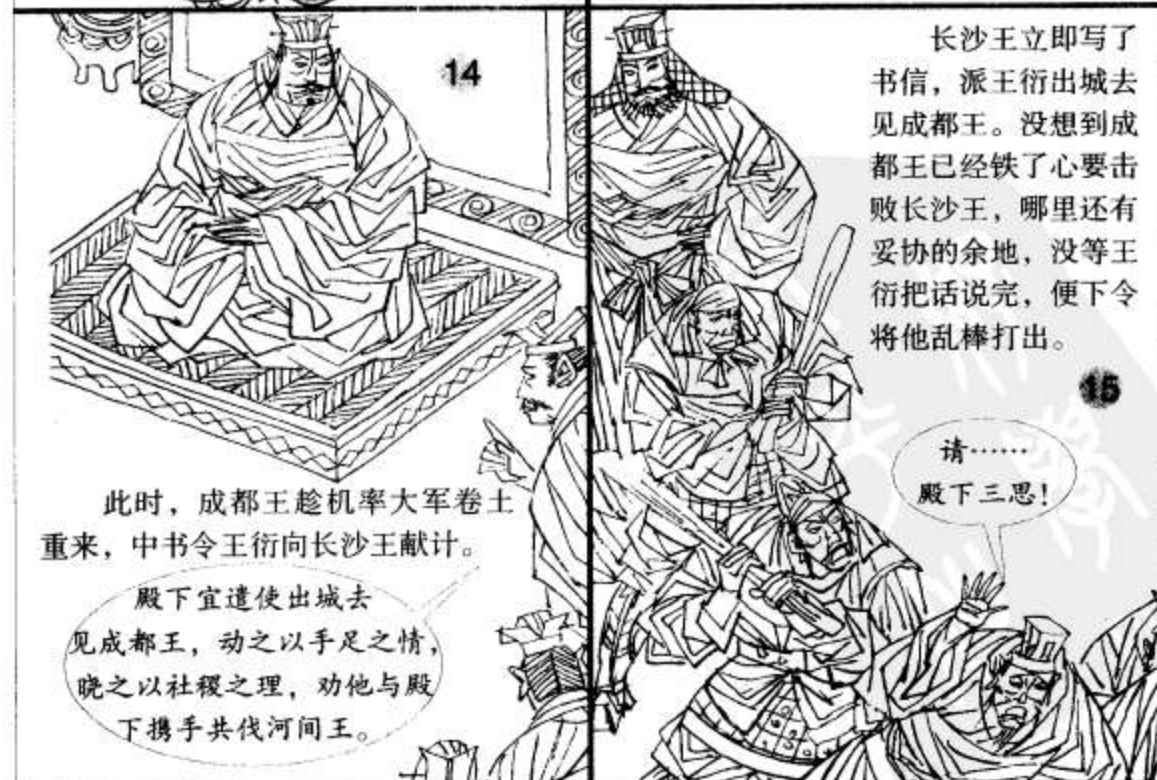 14
此时，成都王趁机率大军卷土
重来，中书令王衍向长沙王献计。
殿下宜遣使出城去
见成都王，动之以手足之情，
晓之以社稷之理，劝他与殿
下携手共伐河间王。
长沙王立即写了
书信，派王衍出城去
见成都王。没想到成
都王已经铁了心要击
败长沙王，哪里还有
妥协的余地，没等王
衍把话说完，便下令
将他乱棒打出。
15
请……
殿下三思！